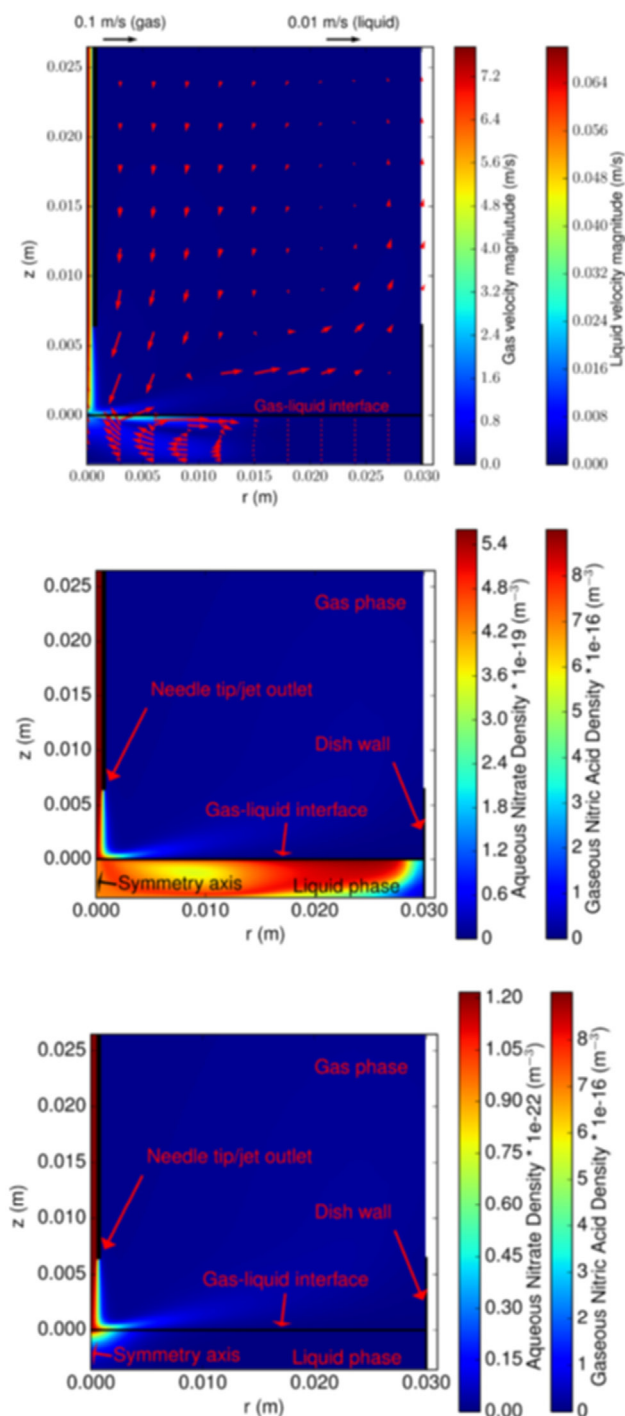 0.1 m/s (gas)
0.01 m/s (liquid)
0.025
0.020
0.015
0.010
0.005
0.000
z (m)
Gas-liquid interface
0.000 0.005 0.010 0.015 0.020 0.025 0.030
r (m)
7.2
6.4
5.6
4.8
4.0
3.2
2.4
1.6
0.8
0.0
Gas velocity magniutude (m/s)
0.064
0.056
0.048
0.040
0.032
0.024
0.016
0.008
0.000
Liquid velocity magnitude (m/s)
0.025
0.020
0.015
0.010
0.005
0.000
z (m)
Gas phase
Needle tip/jet outlet
Dish wall
Gas-liquid interface
Symmetry axis
Liquid phase
0.000 0.010 0.020 0.030
r (m)
5.4
4.8
4.2
3.6
3.0
2.4
1.8
1.2
0.6
0
Aqueous Nitrate Density * 1e-19 (m⁻³)
8
7
6
5
4
3
2
1
0
Gaseous Nitric Acid Density * 1e-16 (m⁻³)
0.025
0.020
0.015
0.010
0.005
0.000
z (m)
Gas phase
Needle tip/jet outlet
Dish wall
Gas-liquid interface
Symmetry axis
Liquid phase
0.000 0.010 0.020 0.030
r (m)
1.20
1.05
0.90
0.75
0.60
0.45
0.30
0.15
0.00
Aqueous Nitrate Density * 1e-22 (m⁻³)
8
7
6
5
4
3
2
1
0
Gaseous Nitric Acid Density * 1e-16 (m⁻³)